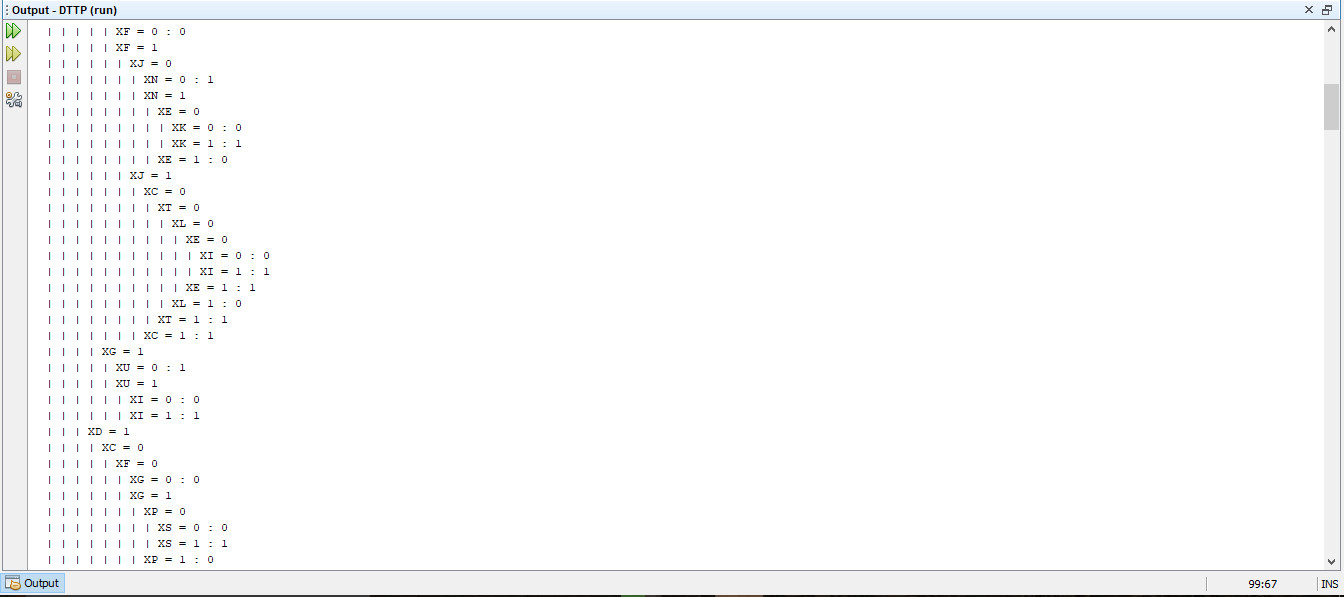 Output - DTTP (run)
| | | | | XF = 0 : 0
| | | | | XF = 1
| | | | | | XJ = 0
| | | | | | | XN = 0 : 1
| | | | | | | XN = 1
| | | | | | | | XE = 0
| | | | | | | | | XK = 0 : 0
| | | | | | | | | XK = 1 : 1
| | | | | | | | XE = 1 : 0
| | | | | | XJ = 1
| | | | | | | XC = 0
| | | | | | | | XT = 0
| | | | | | | | | XL = 0
| | | | | | | | | | XE = 0
| | | | | | | | | | | XI = 0 : 0
| | | | | | | | | | | XI = 1 : 1
| | | | | | | | | | XE = 1 : 1
| | | | | | | | | XL = 1 : 0
| | | | | | | | XT = 1 : 1
| | | | | | | XC = 1 : 1
| | | | XG = 1
| | | | | XU = 0 : 1
| | | | | XU = 1
| | | | | | XI = 0 : 0
| | | | | | XI = 1 : 1
| | | XD = 1
| | | | XC = 0
| | | | | XF = 0
| | | | | | XG = 0 : 0
| | | | | | XG = 1
| | | | | | | XP = 0
| | | | | | | | XS = 0 : 0
| | | | | | | | XS = 1 : 1
| | | | | | | XP = 1 : 0
Output
99:67
INS